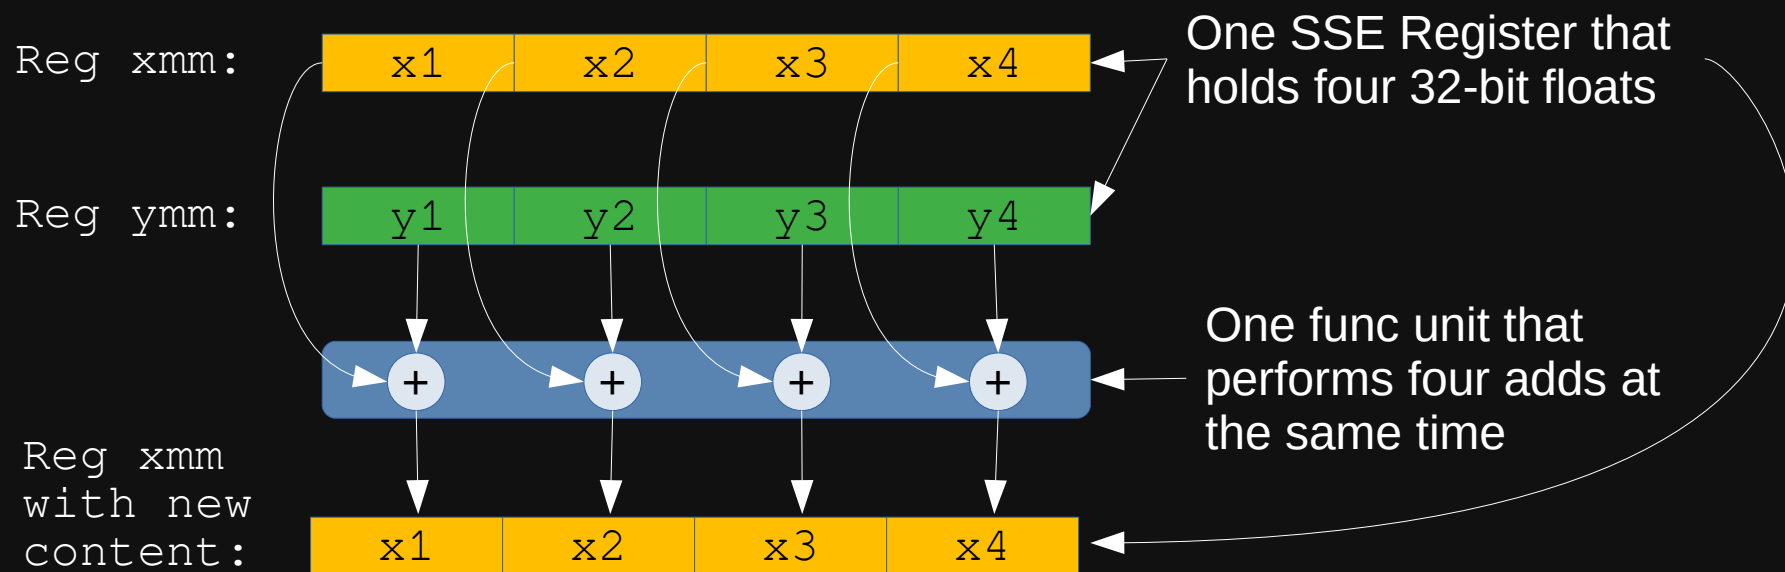 Reg xmm:
x1 x2 x3 x4
One SSE Register that
holds four 32-bit floats
Reg ymm:
y1 y2 y3 y4
+ + + +
One func unit that
performs four adds at
the same time
Reg xmm
with new
content:
x1 x2 x3 x4